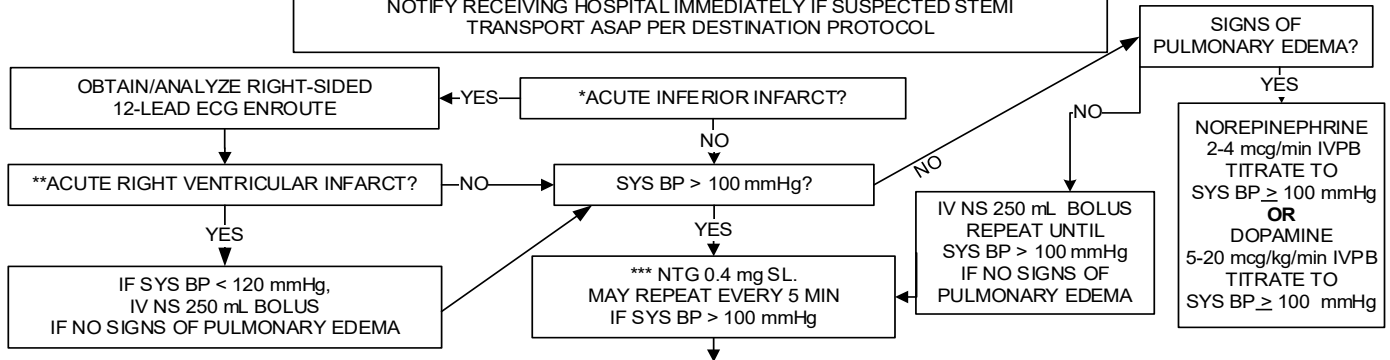 NOTIFY RECEIVING HOSPITAL IMMEDIATELY IF SUSPECTED STEMI
TRANSPORT ASAP PER DESTINATION PROTOCOL
SIGNS OF
PULMONARY EDEMA?
OBTAIN/ANALYZE RIGHT-SIDED
12-LEAD ECG ENROUTE
YES
*ACUTE INFERIOR INFARCT?
YES
NO
NO
NO
**ACUTE RIGHT VENTRICULAR INFARCT?
NO
SYS BP > 100 mmHg?
NOREPINEPHRINE
2-4 mcg/min IVPB
TITRATE TO
SYS BP ≥ 100 mmHg
OR
DOPAMINE
5-20 mcg/kg/min IVPB
TITRATE TO
SYS BP ≥ 100 mmHg
YES
YES
IV NS 250 mL BOLUS
REPEAT UNTIL
SYS BP > 100 mmHg
IF NO SIGNS OF
PULMONARY EDEMA
IF SYS BP < 120 mmHg,
IV NS 250 mL BOLUS
IF NO SIGNS OF PULMONARY EDEMA
*** NTG 0.4 mg SL.
MAY REPEAT EVERY 5 MIN
IF SYS BP > 100 mmHg